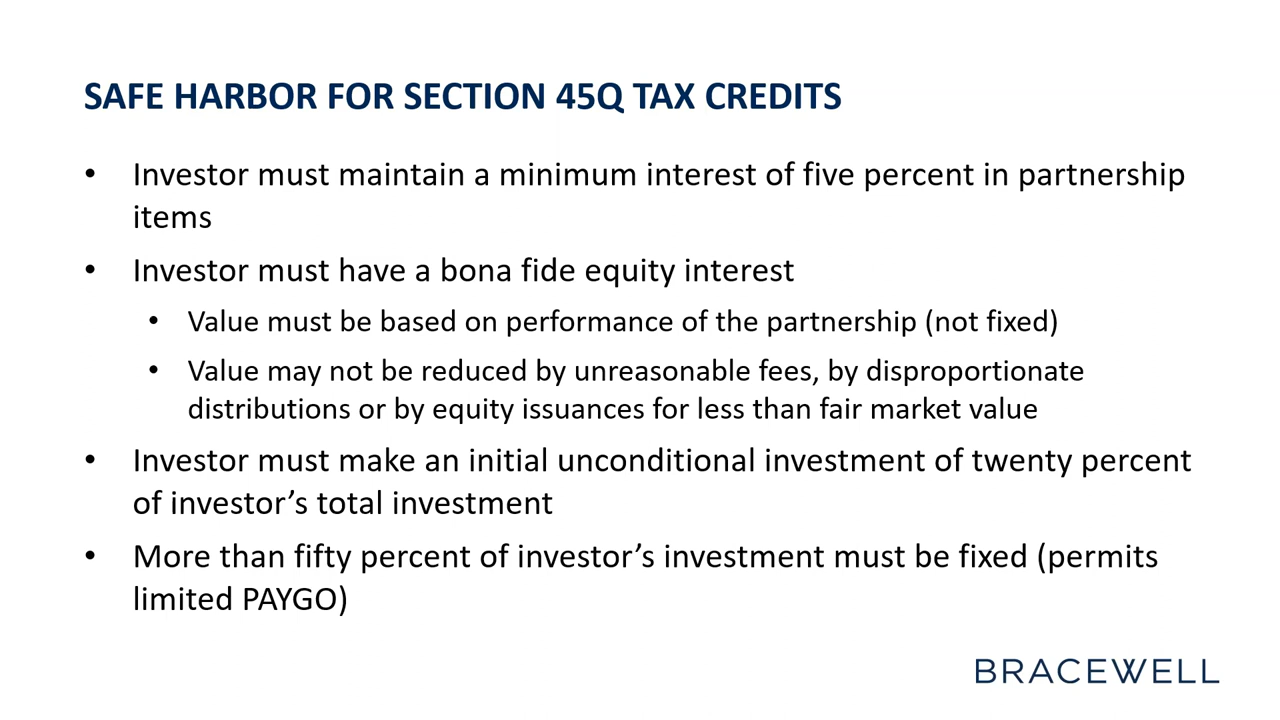 SAFE HARBOR FOR SECTION 45Q TAX CREDITS
• Investor must maintain a minimum interest of five percent in partnership
items
• Investor must have a bona fide equity interest
• Value must be based on performance of the partnership (not fixed)
• Value may not be reduced by unreasonable fees, by disproportionate
distributions or by equity issuances for less than fair market value
• Investor must make an initial unconditional investment of twenty percent
of investor’s total investment
• More than fifty percent of investor’s investment must be fixed (permits
limited PAYGO)
BRACEWELL